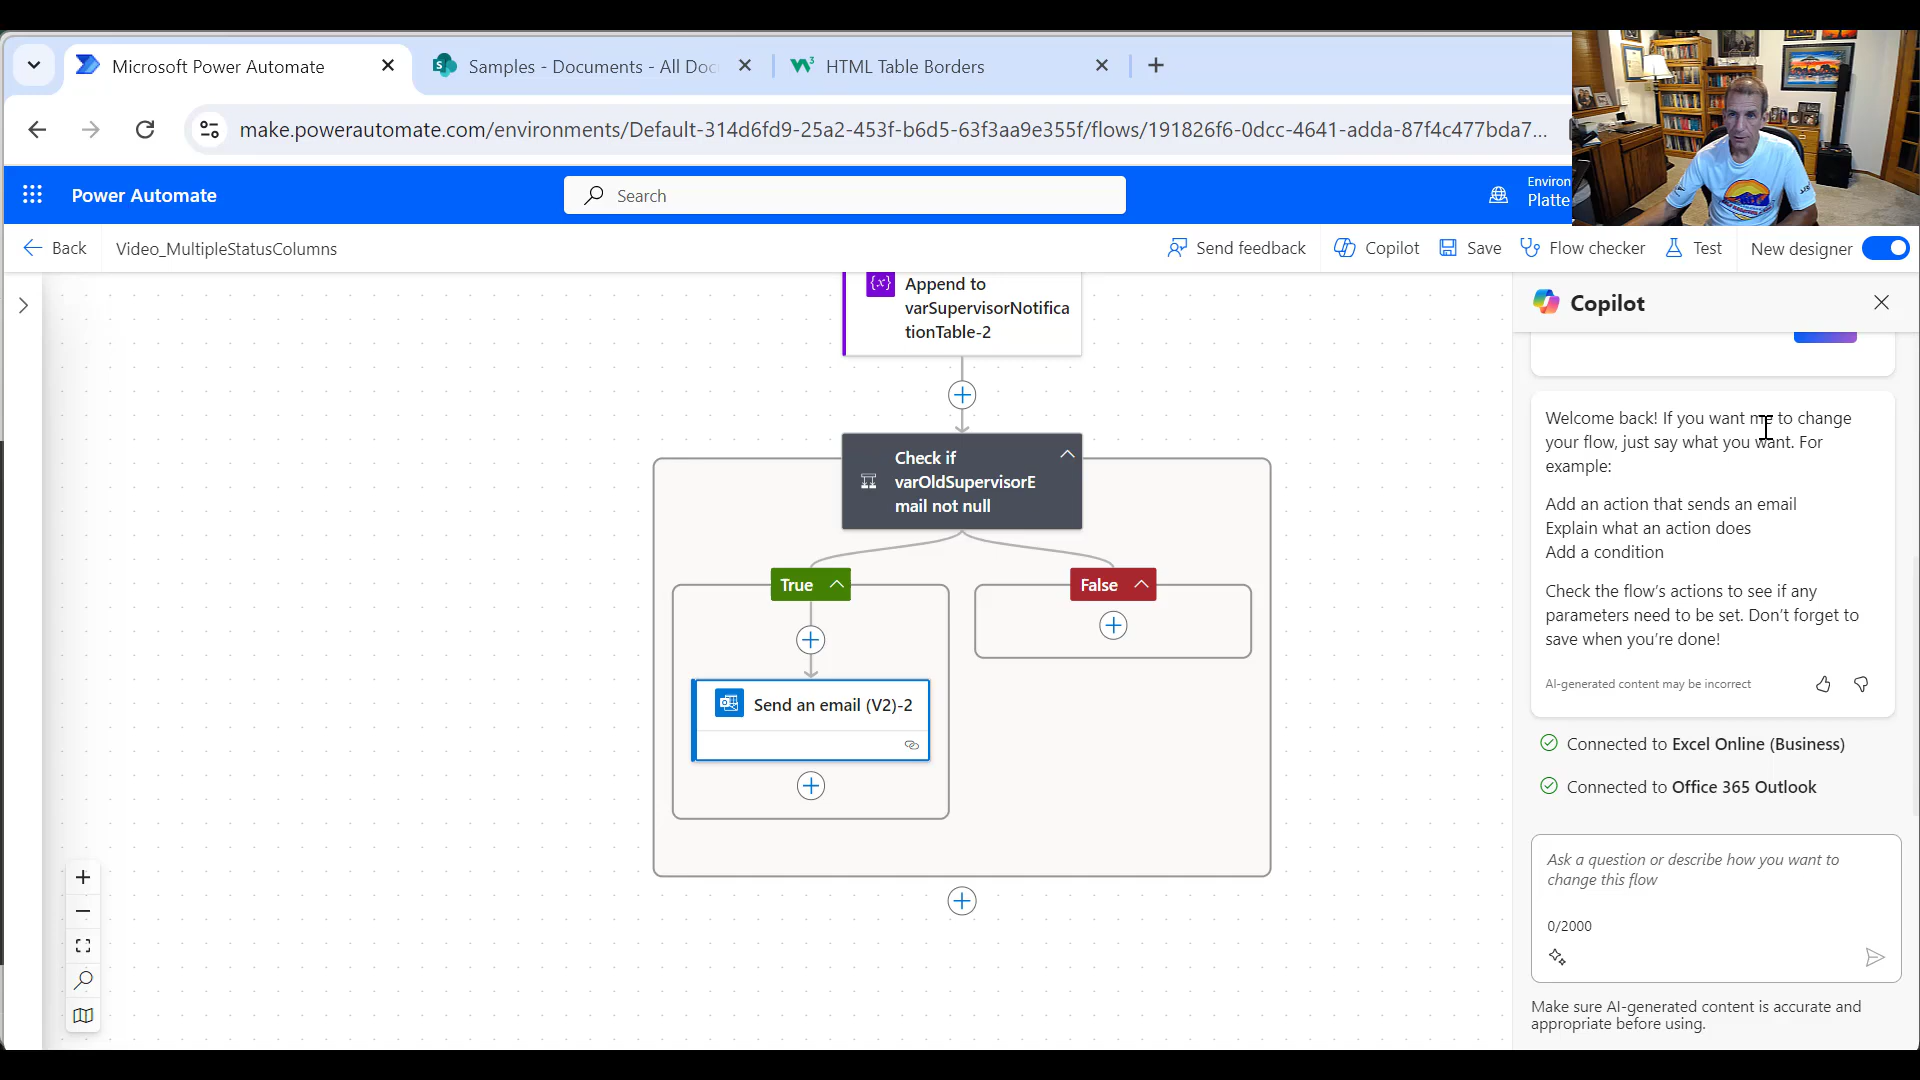 Microsoft Power Automate
Samples - Documents - All Doc
HTML Table Borders
make.powerautomate.com/environments/Default-314d6fd9-25a2-453f-b6d5-63f3aa9e355f/flows/191826f6-0dcc-4641-adda-87f4c477bda7...
Power Automate
Search
Environ
Platte
Back
Video_MultipleStatusColumns
Send feedback
Copilot
Save
Flow checker
Test
New designer
Append to
varSupervisorNotifica
tionTable-2
Check if
varOldSupervisorE
mail not null
True
False
Send an email (V2)-2
Copilot
Welcome back! If you want me to change
your flow, just say what you want. For
example:
Add an action that sends an email
Explain what an action does
Add a condition
Check the flow’s actions to see if any
parameters need to be set. Don’t forget to
save when you’re done!
AI-generated content may be incorrect
Connected to Excel Online (Business)
Connected to Office 365 Outlook
Ask a question or describe how you want to
change this flow
0/2000
Make sure AI-generated content is accurate and
appropriate before using.